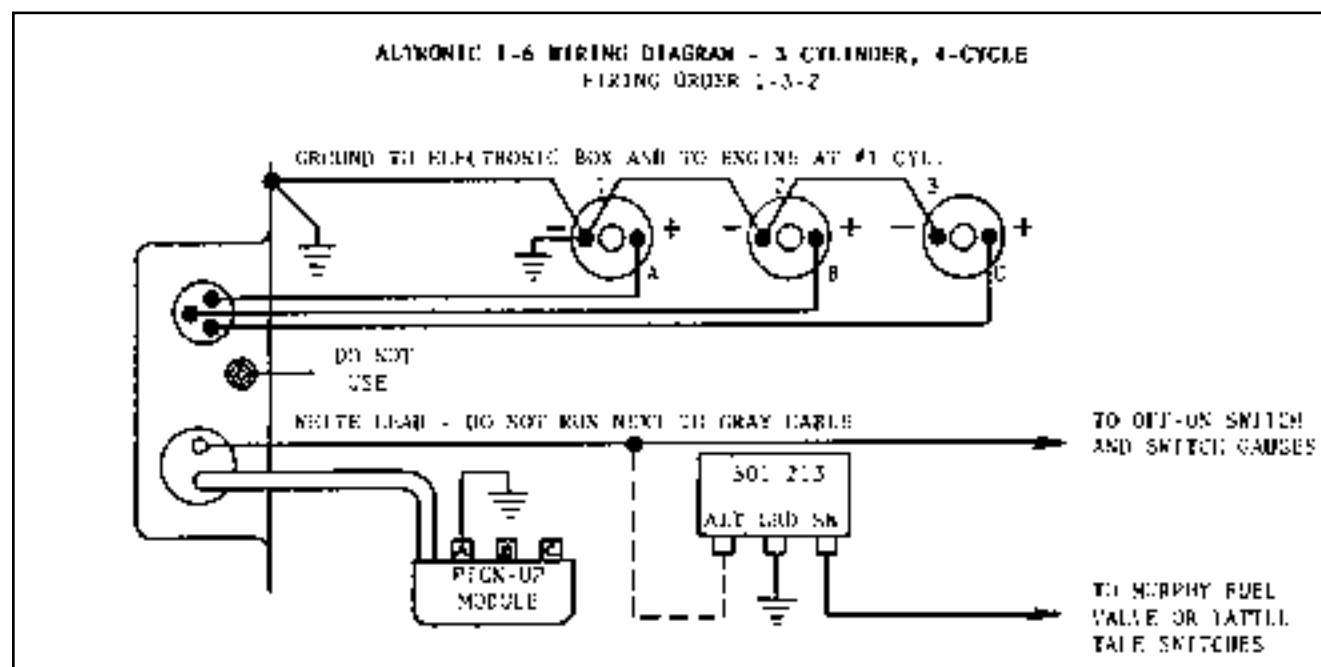 ALTRONIC I-6 WIRING DIAGRAM - 3 CYLINDER, 4-CYCLE
FIRING ORDER 1-3-2
GROUND TO ELECTRONIC BOX AND TO ENGINE AT #1 CYL.
1 2 3
- + - + - +
A B C
DO NOT
USE
WHITE LEAD - DO NOT RUN NEXT TO GRAY CABLE
TO OFF-ON SWITCH
AND SWITCH GAUGES
501 213
ALT GRD SW
A B C
PICK-UP
MODULE
TO MURPHY FUEL
VALVE OR TATTLE
TALE SWITCHES